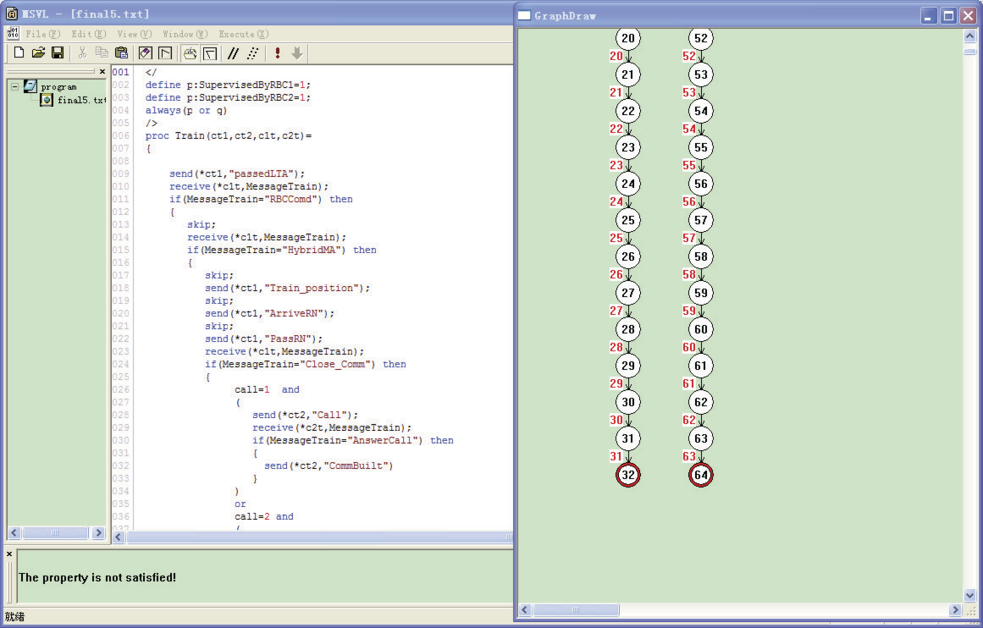 MSVL - [final5.txt]
File(F) Edit(E) View(V) Window(W) Execute(X)
program
final5.txt
001 </
002 define p:SupervisedByRBC1=1;
003 define p:SupervisedByRBC2=1;
004 always(p or q)
005 />
006 proc Train(ct1,ct2,c1t,c2t)=
007 {
008
009 send(*ct1,"passedLTA");
010 receive(*c1t,MessageTrain);
011 if(MessageTrain="RBCComd") then
012 {
013 skip;
014 receive(*c1t,MessageTrain);
015 if(MessageTrain="HybridMA") then
016 {
017 skip;
018 send(*ct1,"Train_position");
019 skip;
020 send(*ct1,"ArriveRN");
021 skip;
022 send(*ct1,"PassRN");
023 receive(*c1t,MessageTrain);
024 if(MessageTrain="Close_Comm") then
025 {
026 call=1 and
027 (
028 send(*ct2,"Call");
029 receive(*c2t,MessageTrain);
030 if(MessageTrain="AnswerCall") then
031 {
032 send(*ct2,"CommBuilt")
033 }
034 )
035 or
036 call=2 and
037 (
The property is not satisfied!
就绪
GraphDraw
20 52
20 52
21 53
21 53
22 54
22 54
23 55
23 55
24 56
24 56
25 57
25 57
26 58
26 58
27 59
27 59
28 60
28 60
29 61
29 61
30 62
30 62
31 63
31 63
32 64